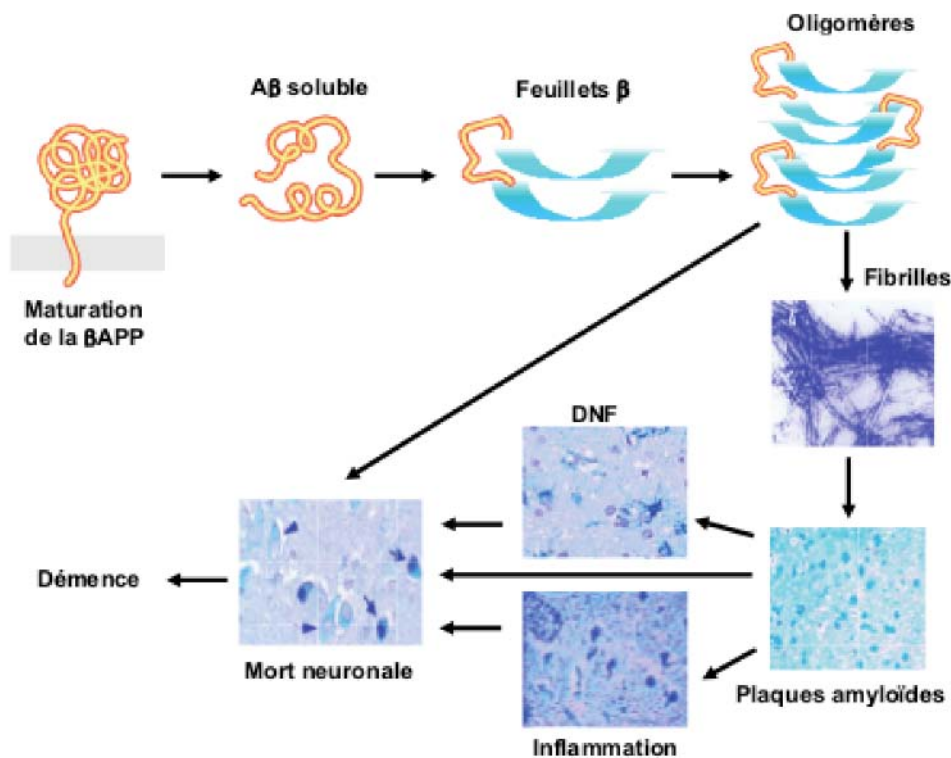 Oligomères
Aβ soluble
Feuillets β
Maturation
de la βAPP
Fibrilles
DNF
Démence
Mort neuronale
Plaques amyloïdes
Inflammation